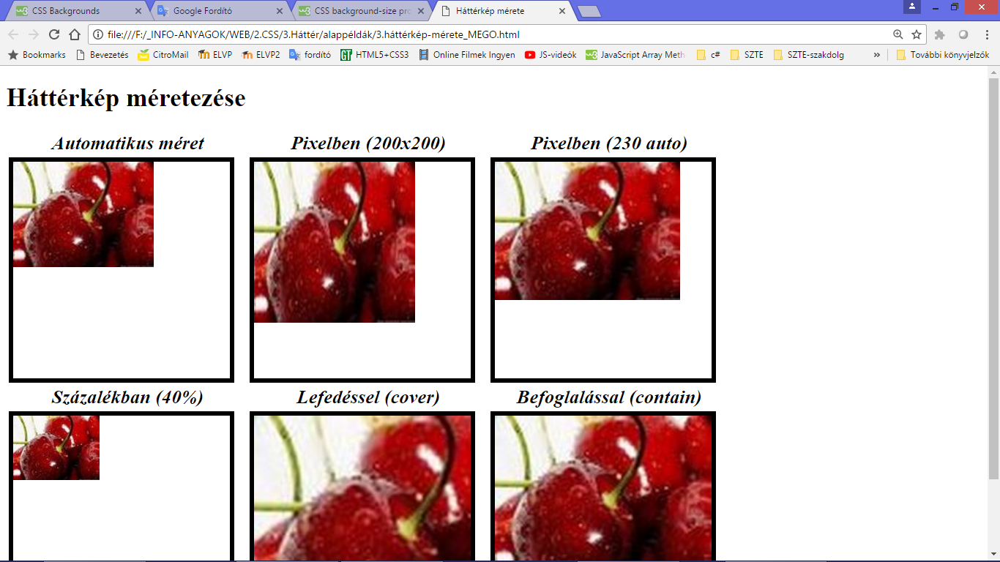 CSS Backgrounds
Google Fordító
CSS background-size pro
Háttérkép mérete
file:///F:/_INFO-ANYAGOK/WEB/2.CSS/3.Háttér/alappéldák/3.háttérkép-mérete_MEGO.html
Bookmarks Bevezetés CitroMail ELVP ELVP2 fordító HTML5+CSS3 Online Filmek Ingyen JS-videók JavaScript Array Meth c# SZTE SZTE-szakdolg » További könyvjelzők
Háttérkép méretezése
Automatikus méret Pixelben (200x200) Pixelben (230 auto)
Százalékban (40%) Lefedéssel (cover) Befoglalással (contain)